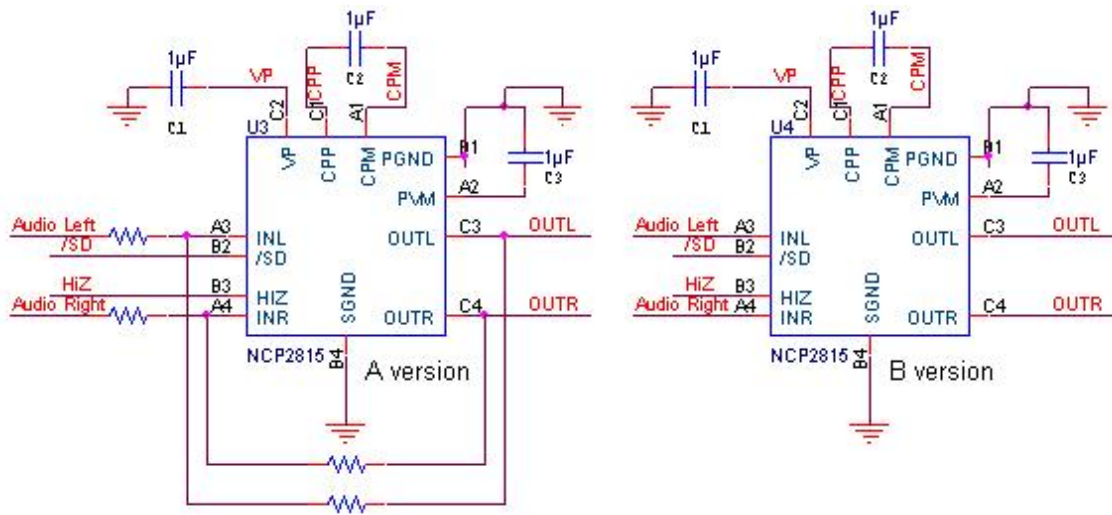 1µF
C2
CPP
CPM
1µF
C1
VP
C2
C1
A1
U3
VP
CPP
CPM
PGND
B1
1µF
C3
PVM
A2
Audio Left
A3
INL
/SD
B2
/SD
OUTL
C3
OUTL
HiZ
B3
HIZ
Audio Right
A4
INR
SGND
OUTR
C4
OUTR
NCP2815
B4
A version
1µF
C2
CPP
CPM
1µF
C1
VP
C2
C1
A1
U4
VP
CPP
CPM
PGND
B1
1µF
C3
PVM
A2
Audio Left
A3
INL
/SD
B2
/SD
OUTL
C3
OUTL
HiZ
B3
HIZ
Audio Right
A4
INR
SGND
OUTR
C4
OUTR
NCP2815
B4
B version